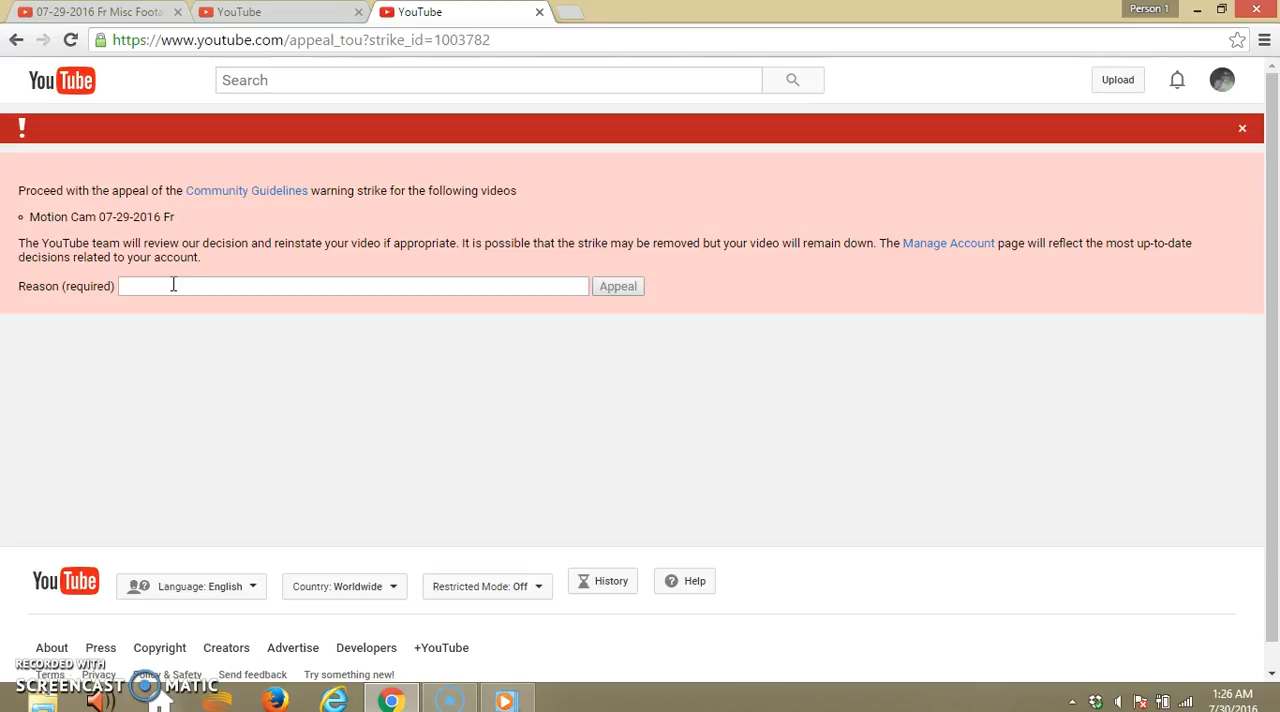 07-29-2016 Fr Misc Foota
YouTube
YouTube
Person 1
https://www.youtube.com/appeal_tou?strike_id=1003782
YouTube
Search
Upload
!
Proceed with the appeal of the Community Guidelines warning strike for the following videos
Motion Cam 07-29-2016 Fr
The YouTube team will review our decision and reinstate your video if appropriate. It is possible that the strike may be removed but your video will remain down. The Manage Account page will reflect the most up-to-date
decisions related to your account.
Reason (required)
Appeal
YouTube
Language: English
Country: Worldwide
Restricted Mode: Off
History
Help
About Press Copyright Creators Advertise Developers +YouTube
Terms Privacy Policy & Safety Send feedback Try something new!
RECORDED WITH
SCREENCAST MATIC
1:26 AM
7/30/2016